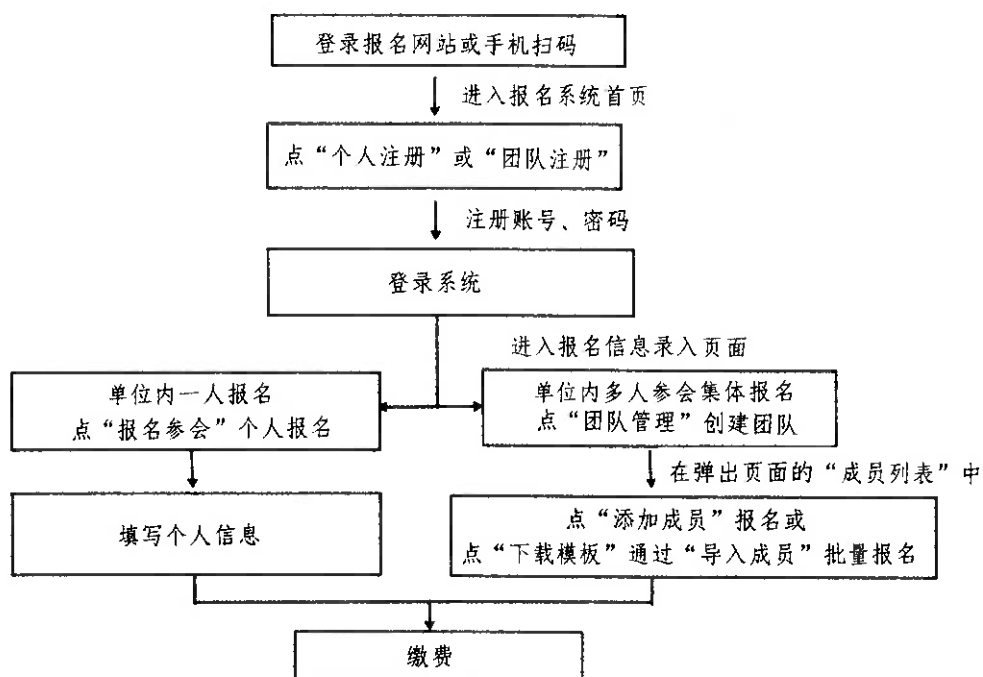 登录报名网站或手机扫码
进入报名系统首页
点“个人注册”或“团队注册”
注册账号、密码
登录系统
进入报名信息录入页面
单位内一人报名
点“报名参会”个人报名
单位内多人参会集体报名
点“团队管理”创建团队
在弹出页面的“成员列表”中
填写个人信息
点“添加成员”报名或
点“下载模板”通过“导入成员”批量报名
缴费